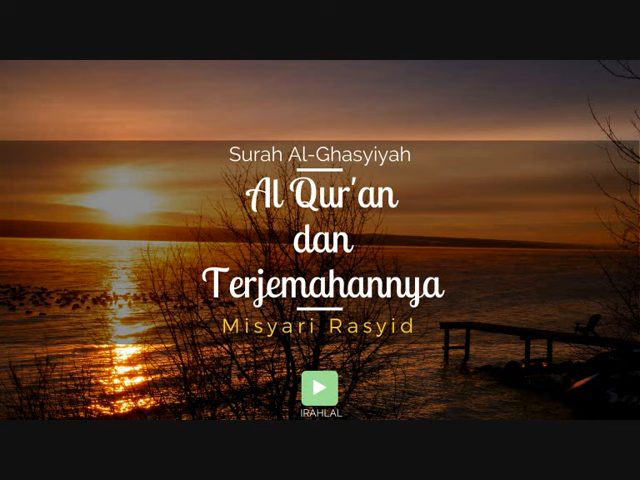 Surah Al-Ghasyiyah
Al Qur'an
dan
Terjemahannya
Misyari Rasyid
IRAHLAL